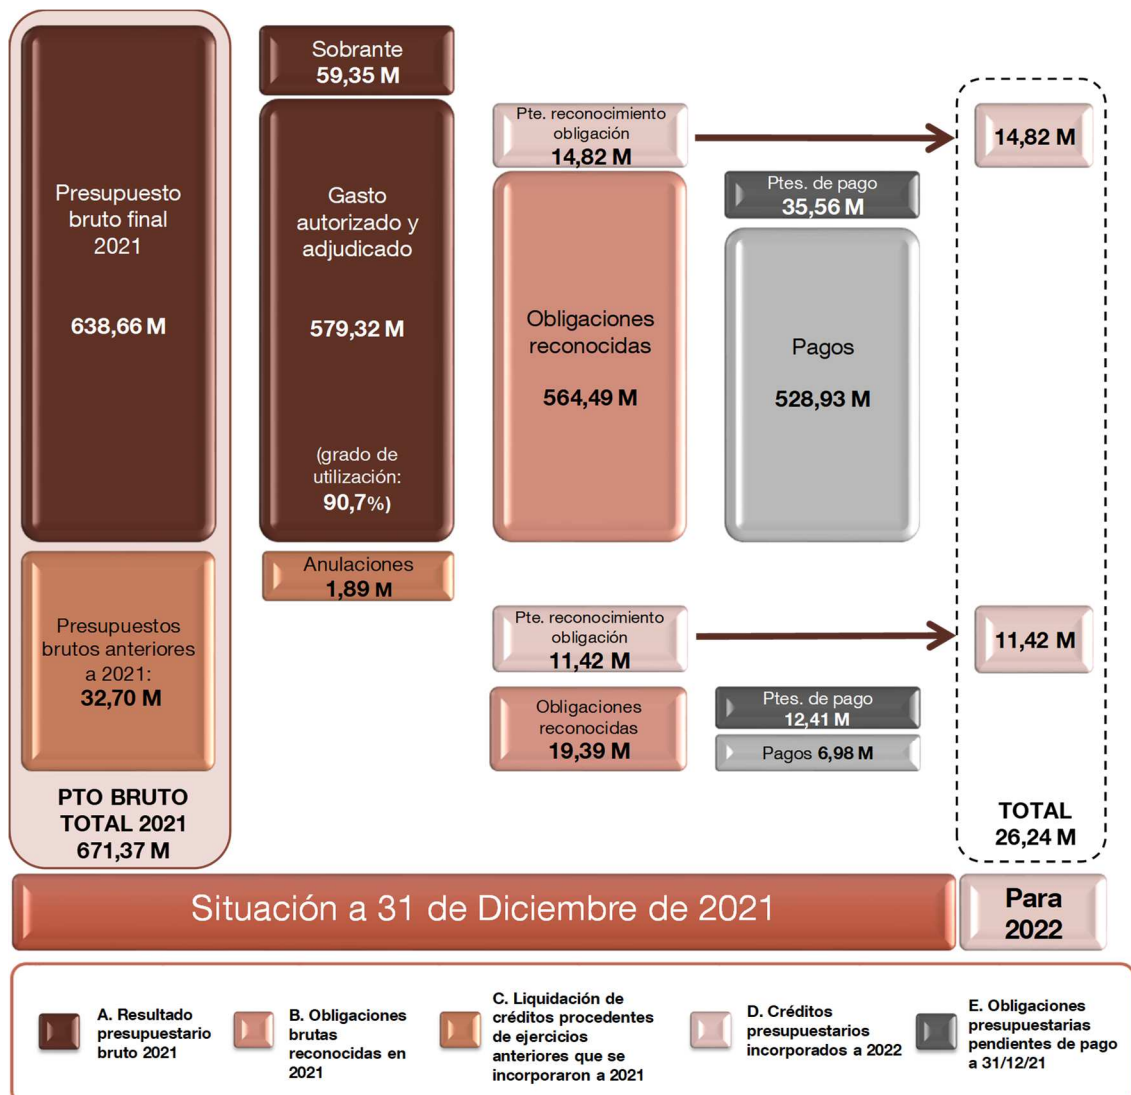 Presupuesto
bruto final
2021
638,66 M
Presupuestos
brutos anteriores
a 2021:
32,70 M
PTO BRUTO
TOTAL 2021
671,37 M
Sobrante
59,35 M
Gasto
autorizado y
adjudicado
579,32 M
(grado de
utilización:
90,7%)
Anulaciones
1,89 M
Pte. reconocimiento
obligación
14,82 M
Obligaciones
reconocidas
564,49 M
Pte. reconocimiento
obligación
11,42 M
Obligaciones
reconocidas
19,39 M
Ptes. de pago
35,56 M
Pagos
528,93 M
Ptes. de pago
12,41 M
Pagos 6,98 M
14,82 M
11,42 M
TOTAL
26,24 M
Situación a 31 de Diciembre de 2021
Para
2022
A. Resultado
presupuestario
bruto 2021
B. Obligaciones
brutas
reconocidas en
2021
C. Liquidación de
créditos procedentes
de ejercicios
anteriores que se
incorporaron a 2021
D. Créditos
presupuestarios
incorporados a 2022
E. Obligaciones
presupuestarias
pendientes de pago
a 31/12/21